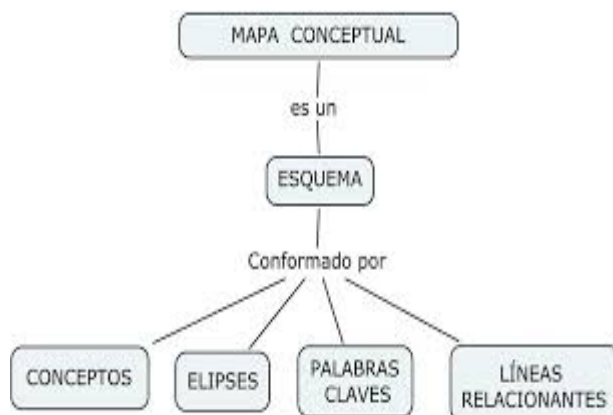 MAPA CONCEPTUAL
es un
ESQUEMA
Conformado por
CONCEPTOS
ELIPSES
PALABRAS
CLAVES
LÍNEAS
RELACIONANTES